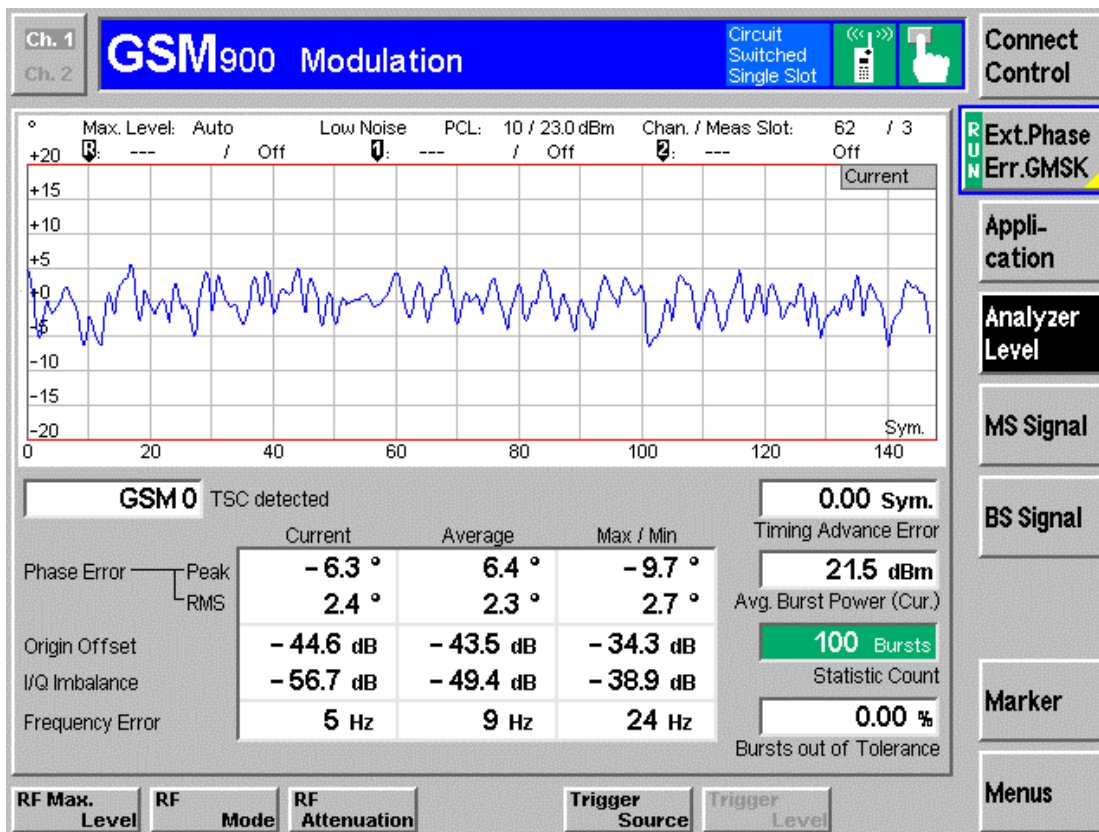 Ch. 1
Ch. 2
GSM900 Modulation
Circuit
Switched
Single Slot
Connect
Control
° Max. Level: Auto Low Noise PCL: 10 / 23.0 dBm Chan. / Meas Slot: 62 / 3
R: --- / Off 1: --- / Off 2: --- Off
+20
Current
+15
+10
+5
+0
-5
-10
-15
-20
Sym.
0 20 40 60 80 100 120 140
RUN
Ext.Phase
Err.GMSK
Appli-
cation
Analyzer
Level
MS Signal
BS Signal
Marker
Menus
GSM 0 TSC detected
Current Average Max / Min
Phase Error Peak -6.3 ° 6.4 ° -9.7 °
RMS 2.4 ° 2.3 ° 2.7 °
Origin Offset -44.6 dB -43.5 dB -34.3 dB
I/Q Imbalance -56.7 dB -49.4 dB -38.9 dB
Frequency Error 5 Hz 9 Hz 24 Hz
0.00 Sym.
Timing Advance Error
21.5 dBm
Avg. Burst Power (Cur.)
100 Bursts
Statistic Count
0.00 %
Bursts out of Tolerance
RF Max.
Level
RF
Mode
RF
Attenuation
Trigger
Source
Trigger
Level